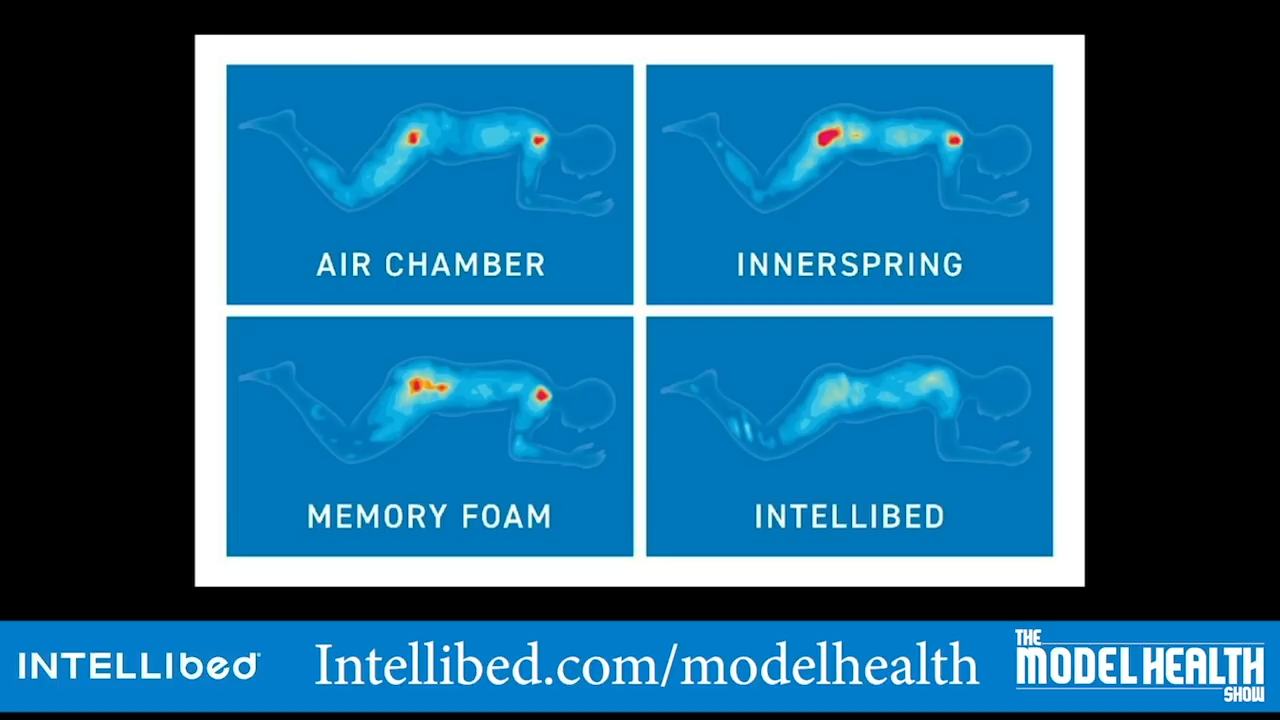 AIR CHAMBER
INNERSPRING
MEMORY FOAM
INTELLIBED
INTELLIbed®
Intellibed.com/modelhealth
THE
MODEL HEALTH
SHOW